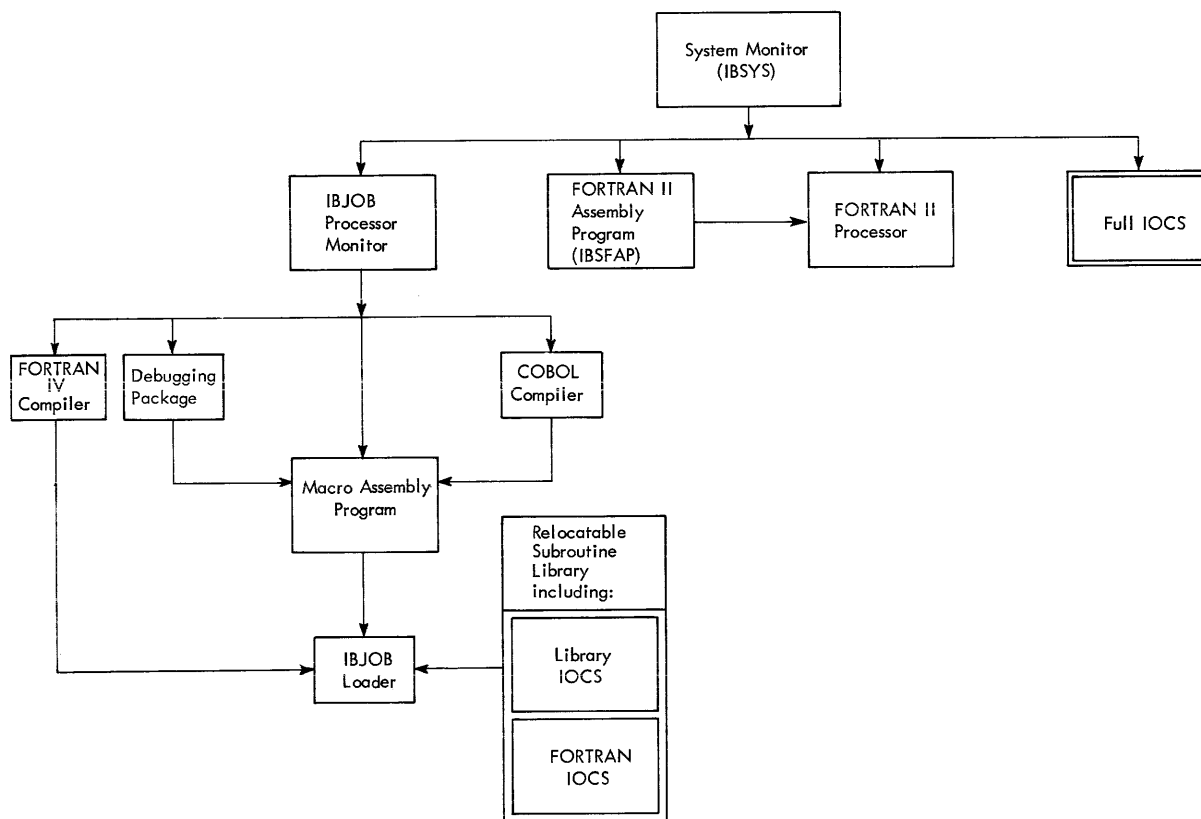 System Monitor
(IBSYS)
IBJOB
Processor
Monitor
FORTRAN II
Assembly
Program
(IBSFAP)
FORTRAN II
Processor
Full IOCS
FORTRAN
IV
Compiler
Debugging
Package
COBOL
Compiler
Macro Assembly
Program
Relocatable
Subroutine
Library
including:
IBJOB
Loader
Library
IOCS
FORTRAN
IOCS